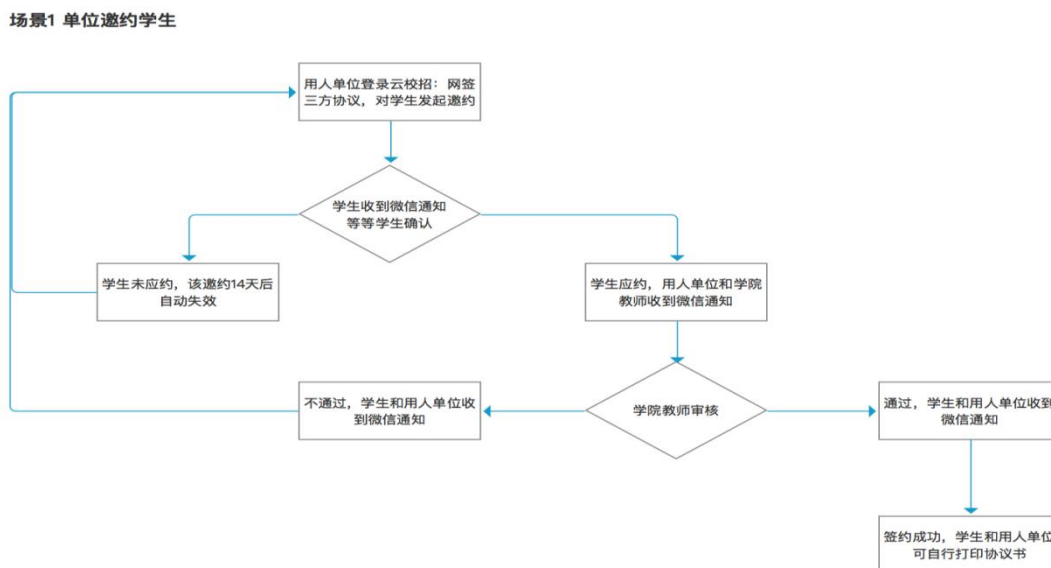 场景1 单位邀约学生
用人单位登录云校招：网签
三方协议，对学生发起邀约
学生收到微信通知
等等学生确认
学生未应约，该邀约14天后
自动失效
学生应约，用人单位和学院
教师收到微信通知
不通过，学生和用人单位收
到微信通知
学院教师审核
通过，学生和用人单位收到
微信通知
签约成功，学生和用人单位
可自行打印协议书